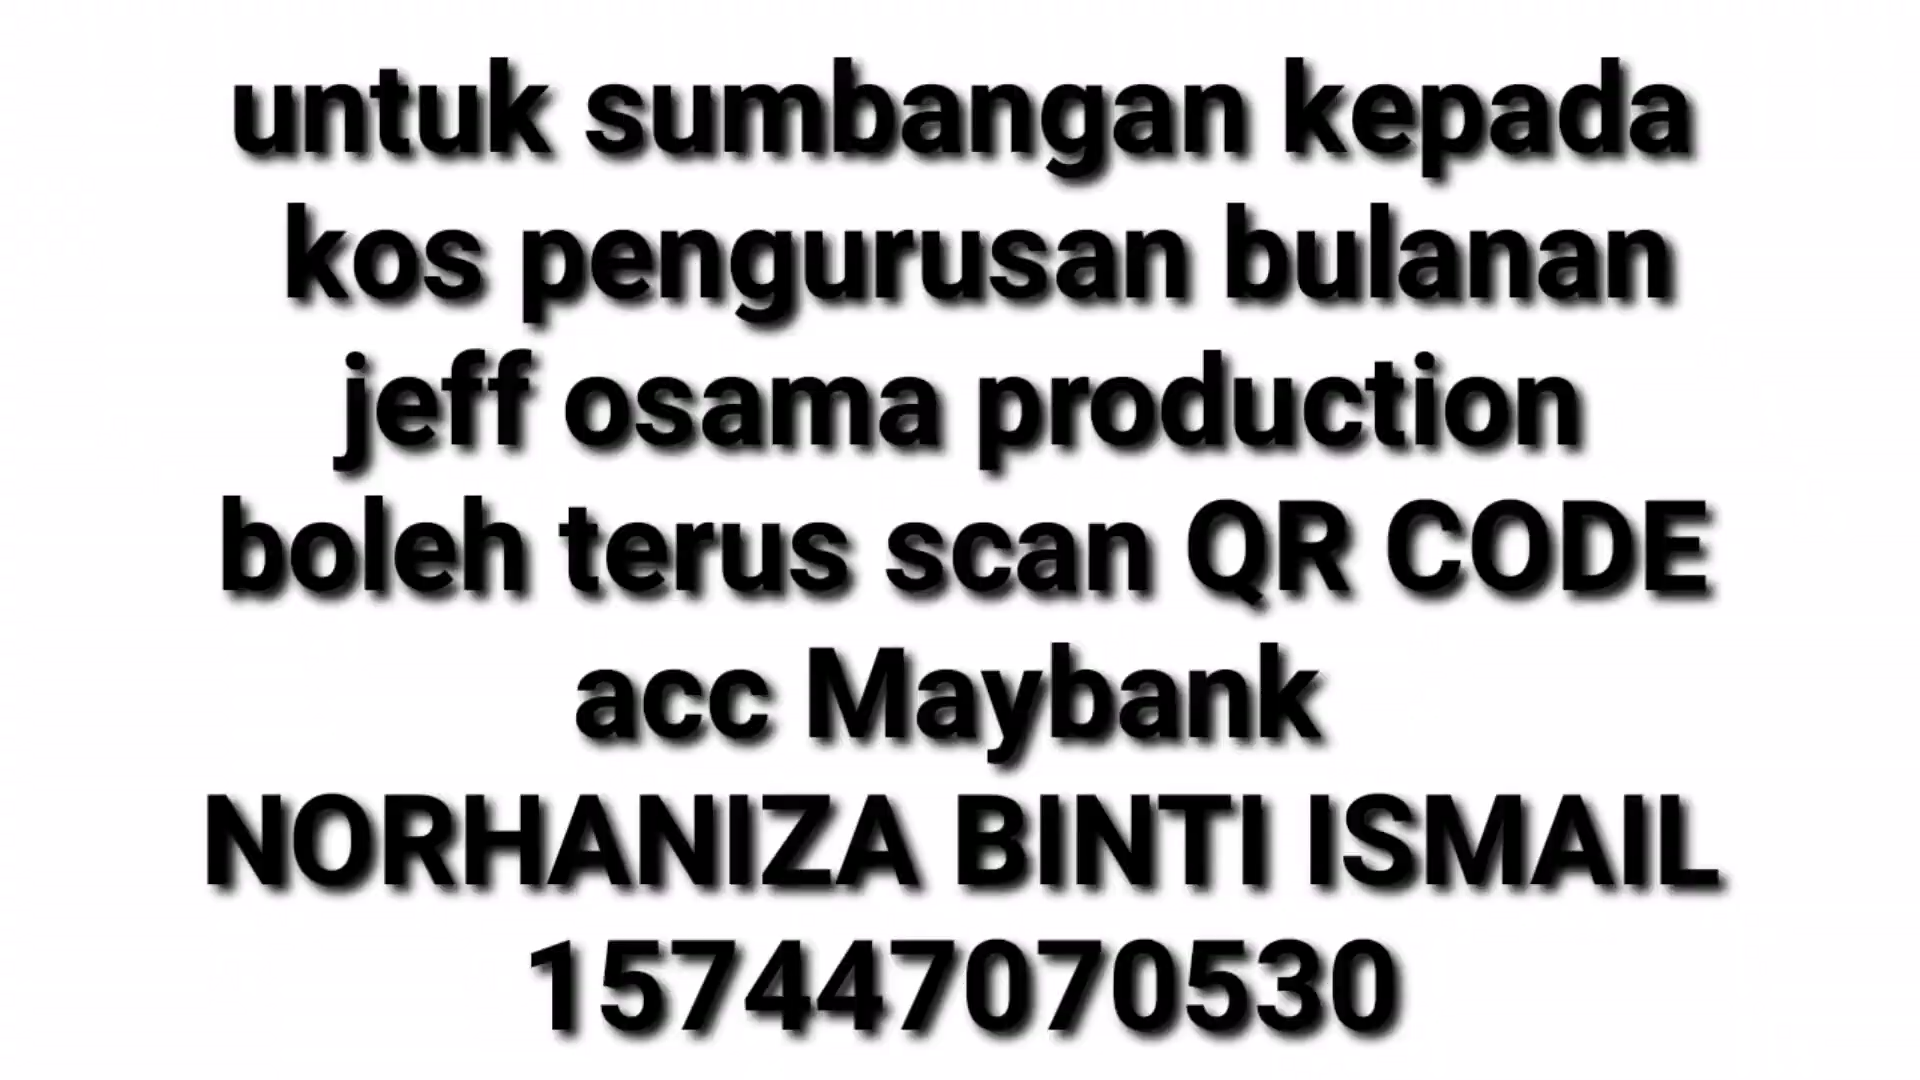 untuk sumbangan kepada
kos pengurusan bulanan
jeff osama production
boleh terus scan QR CODE
acc Maybank
NORHANIZA BINTI ISMAIL
157447070530